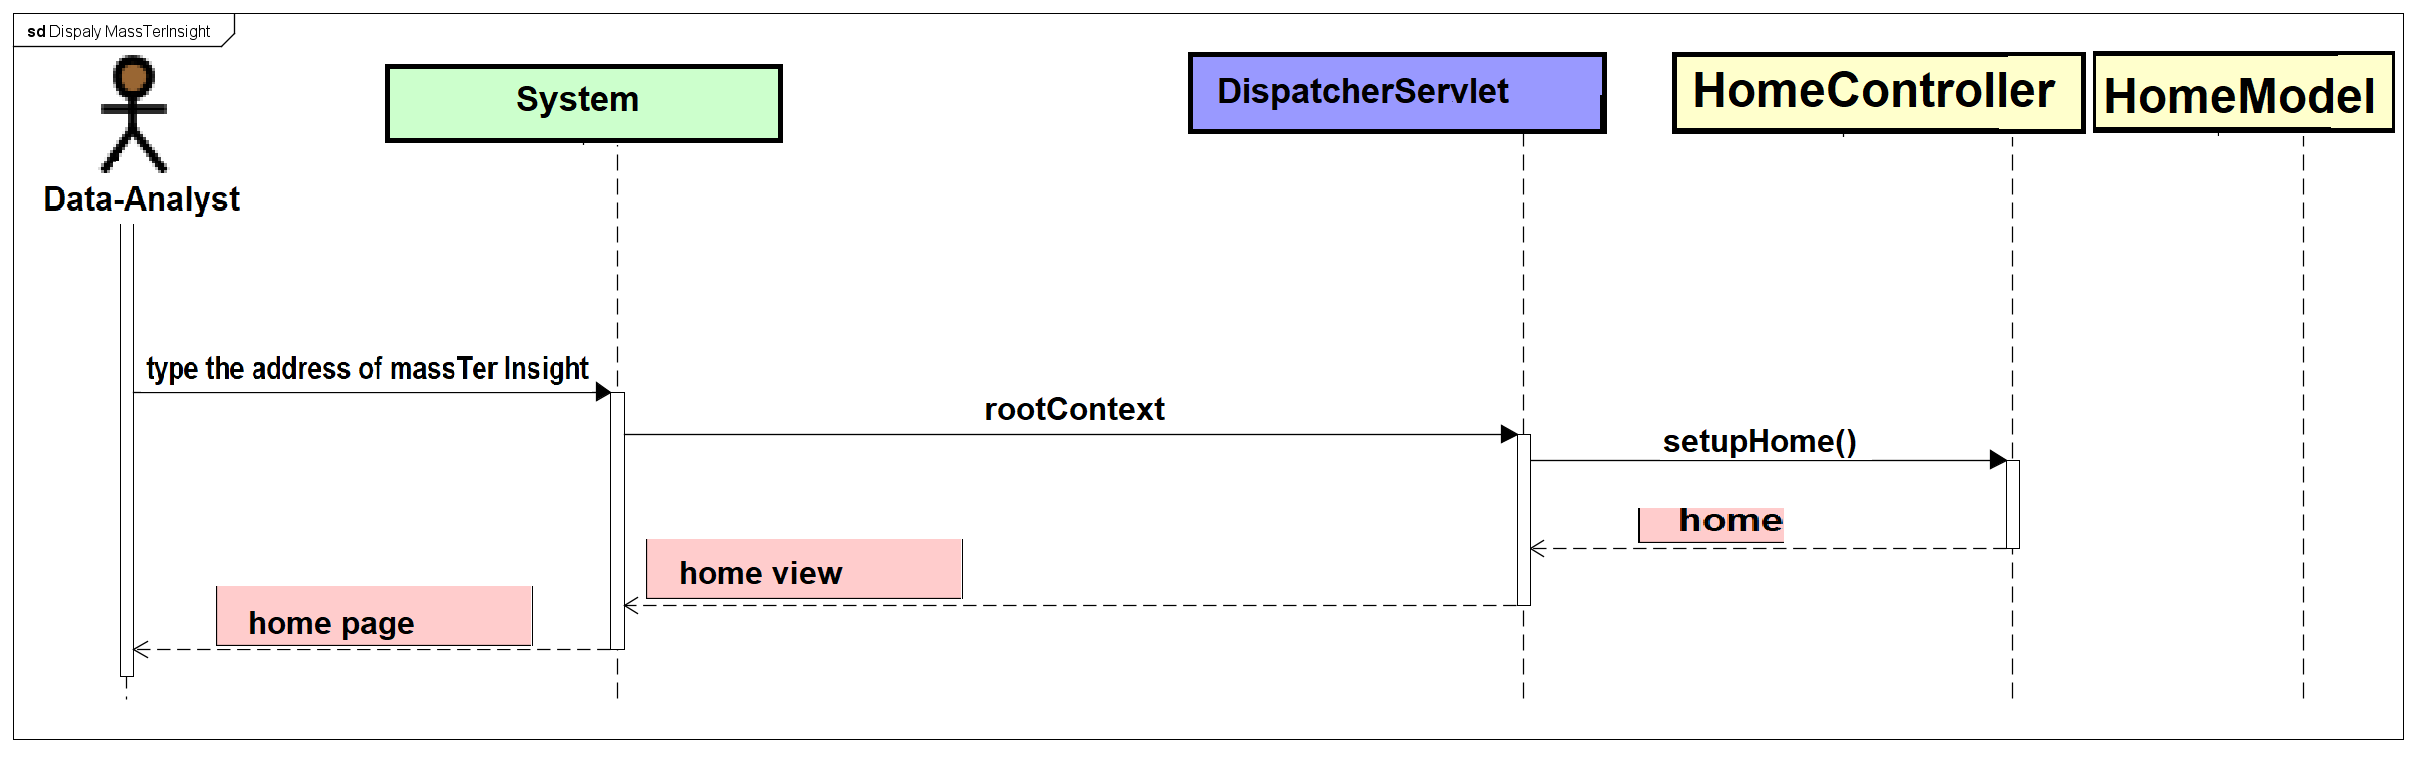 sd Dispaly MassTerInsight
System
DispatcherServlet
HomeController
HomeModel
Data-Analyst
type the address of massTer Insight
rootContext
setupHome()
home
home view
home page